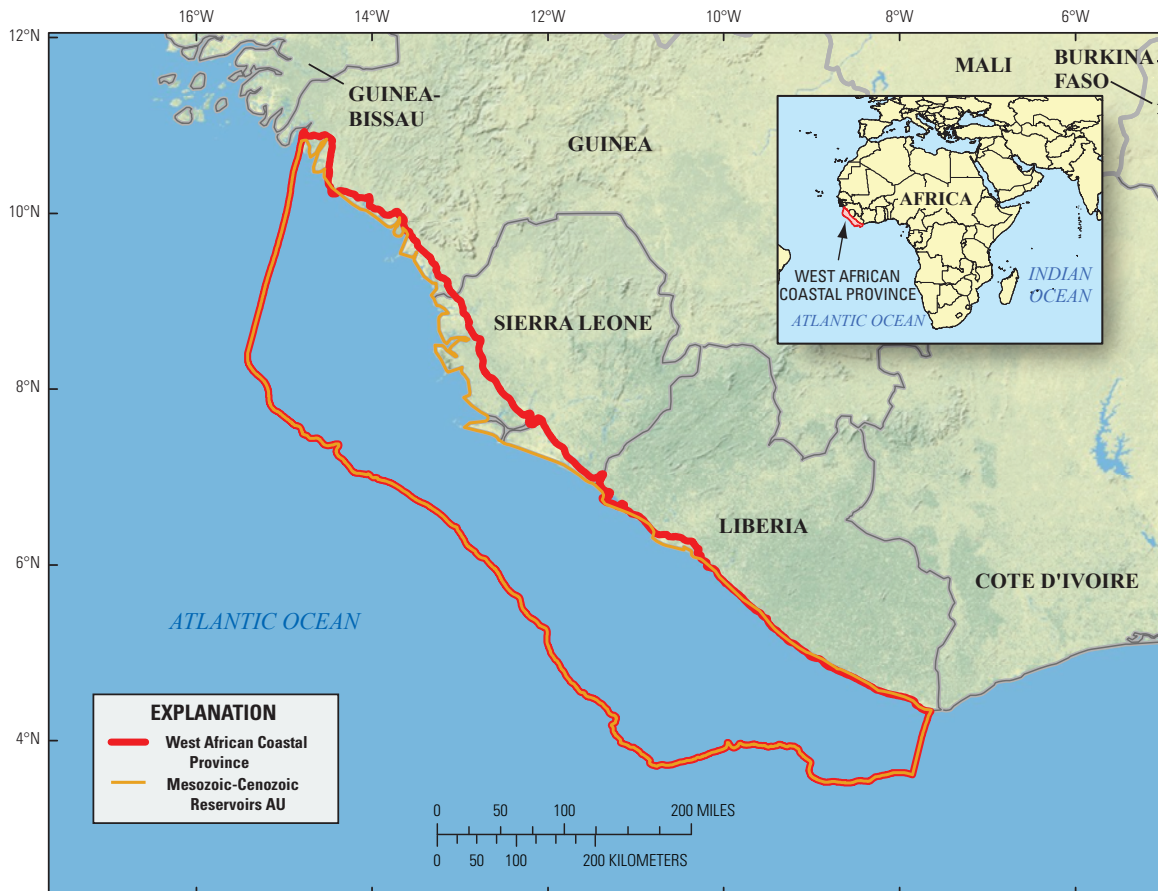 16°W
14°W
12°W
10°W
8°W
6°W
12°N
10°N
8°N
6°N
4°N
GUINEA-
BISSAU
GUINEA
MALI
BURKINA
FASO
SIERRA LEONE
LIBERIA
COTE D'IVOIRE
ATLANTIC OCEAN
AFRICA
WEST AFRICAN
COASTAL PROVINCE
INDIAN
OCEAN
ATLANTIC OCEAN
EXPLANATION
West African Coastal
Province
Mesozoic-Cenozoic
Reservoirs AU
0 50 100 200 MILES
0 50 100 200 KILOMETERS